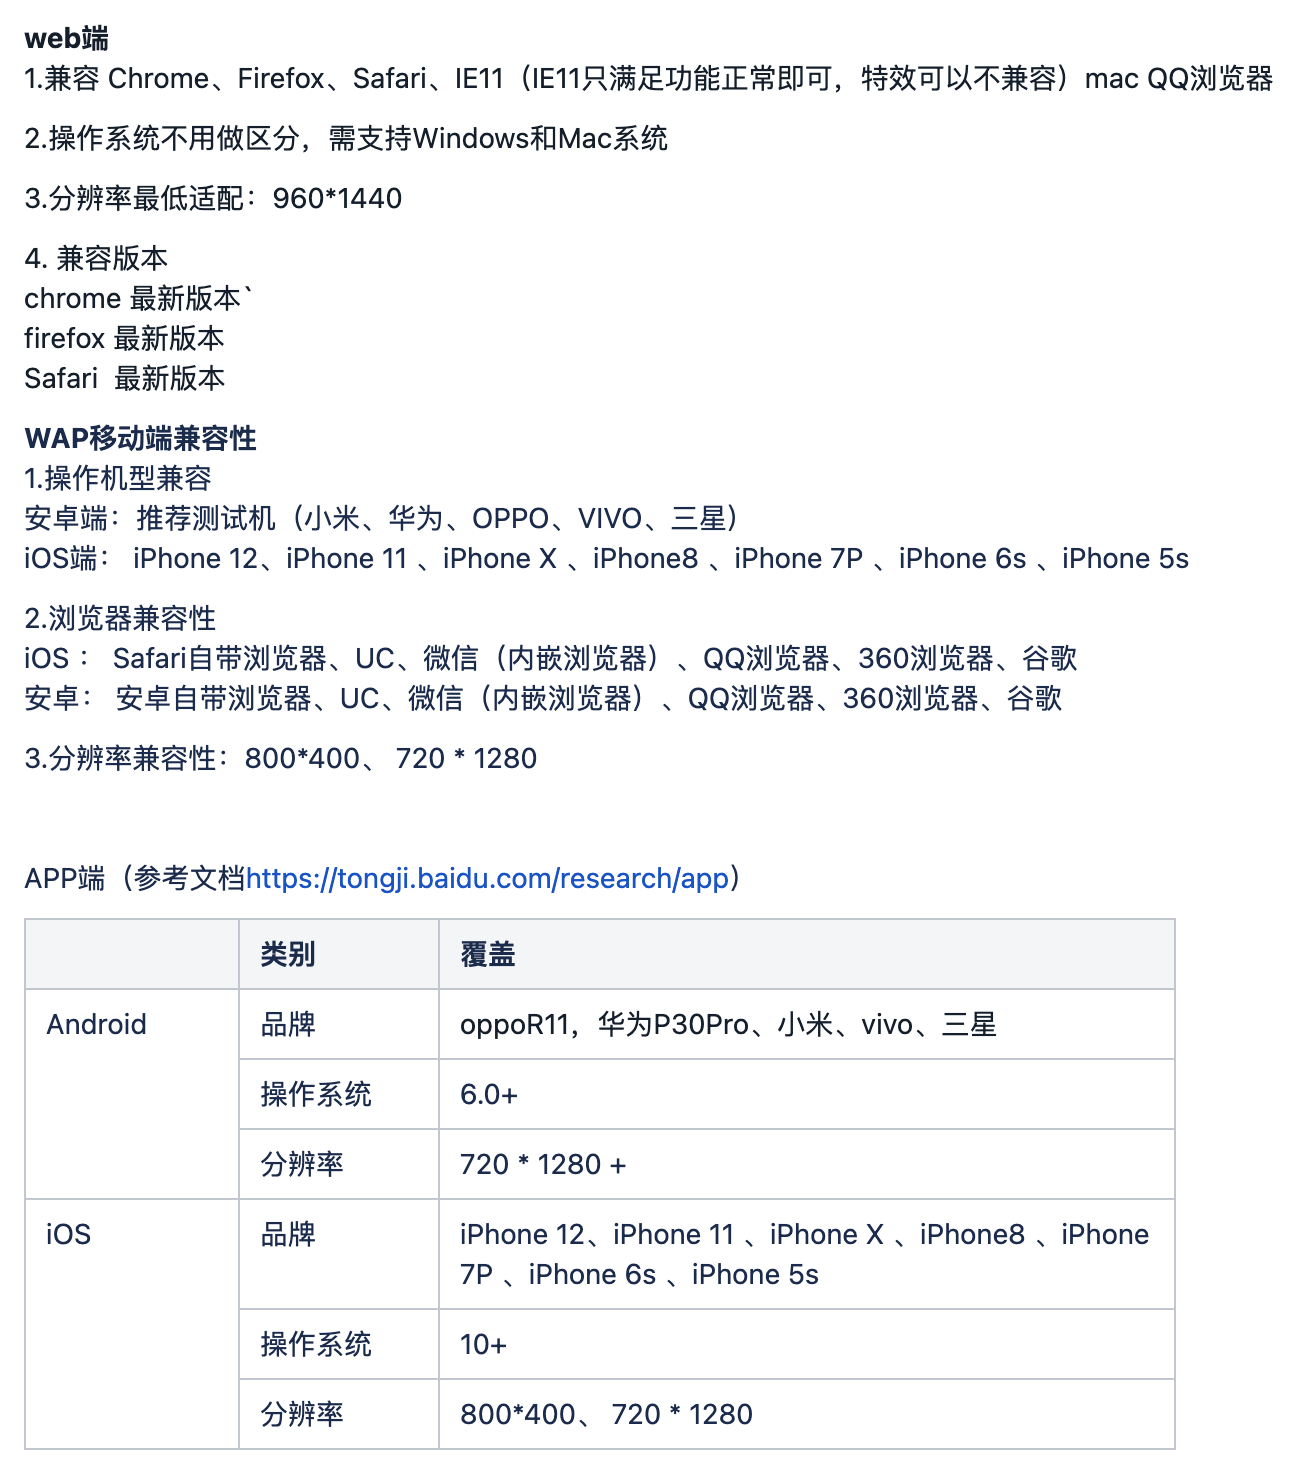 web端
1.兼容 Chrome、Firefox、Safari、IE11（IE11只满足功能正常即可，特效可以不兼容）mac QQ浏览器
2.操作系统不用做区分，需支持Windows和Mac系统
3.分辨率最低适配：960*1440
4. 兼容版本
chrome 最新版本`
firefox 最新版本
Safari  最新版本
WAP移动端兼容性
1.操作机型兼容
安卓端：推荐测试机（小米、华为、OPPO、VIVO、三星）
iOS端： iPhone 12、iPhone 11 、iPhone X 、iPhone8 、iPhone 7P 、iPhone 6s 、iPhone 5s
2.浏览器兼容性
iOS： Safari自带浏览器、UC、微信（内嵌浏览器）、QQ浏览器、360浏览器、谷歌
安卓： 安卓自带浏览器、UC、微信（内嵌浏览器）、QQ浏览器、360浏览器、谷歌
3.分辨率兼容性：800*400、 720 * 1280
APP端（参考文档https://tongji.baidu.com/research/app）
类别 覆盖
Android 品牌 oppoR11，华为P30Pro、小米、vivo、三星
操作系统 6.0+
分辨率 720 * 1280 +
iOS 品牌 iPhone 12、iPhone 11 、iPhone X 、iPhone8 、iPhone
7P 、iPhone 6s 、iPhone 5s
操作系统 10+
分辨率 800*400、 720 * 1280